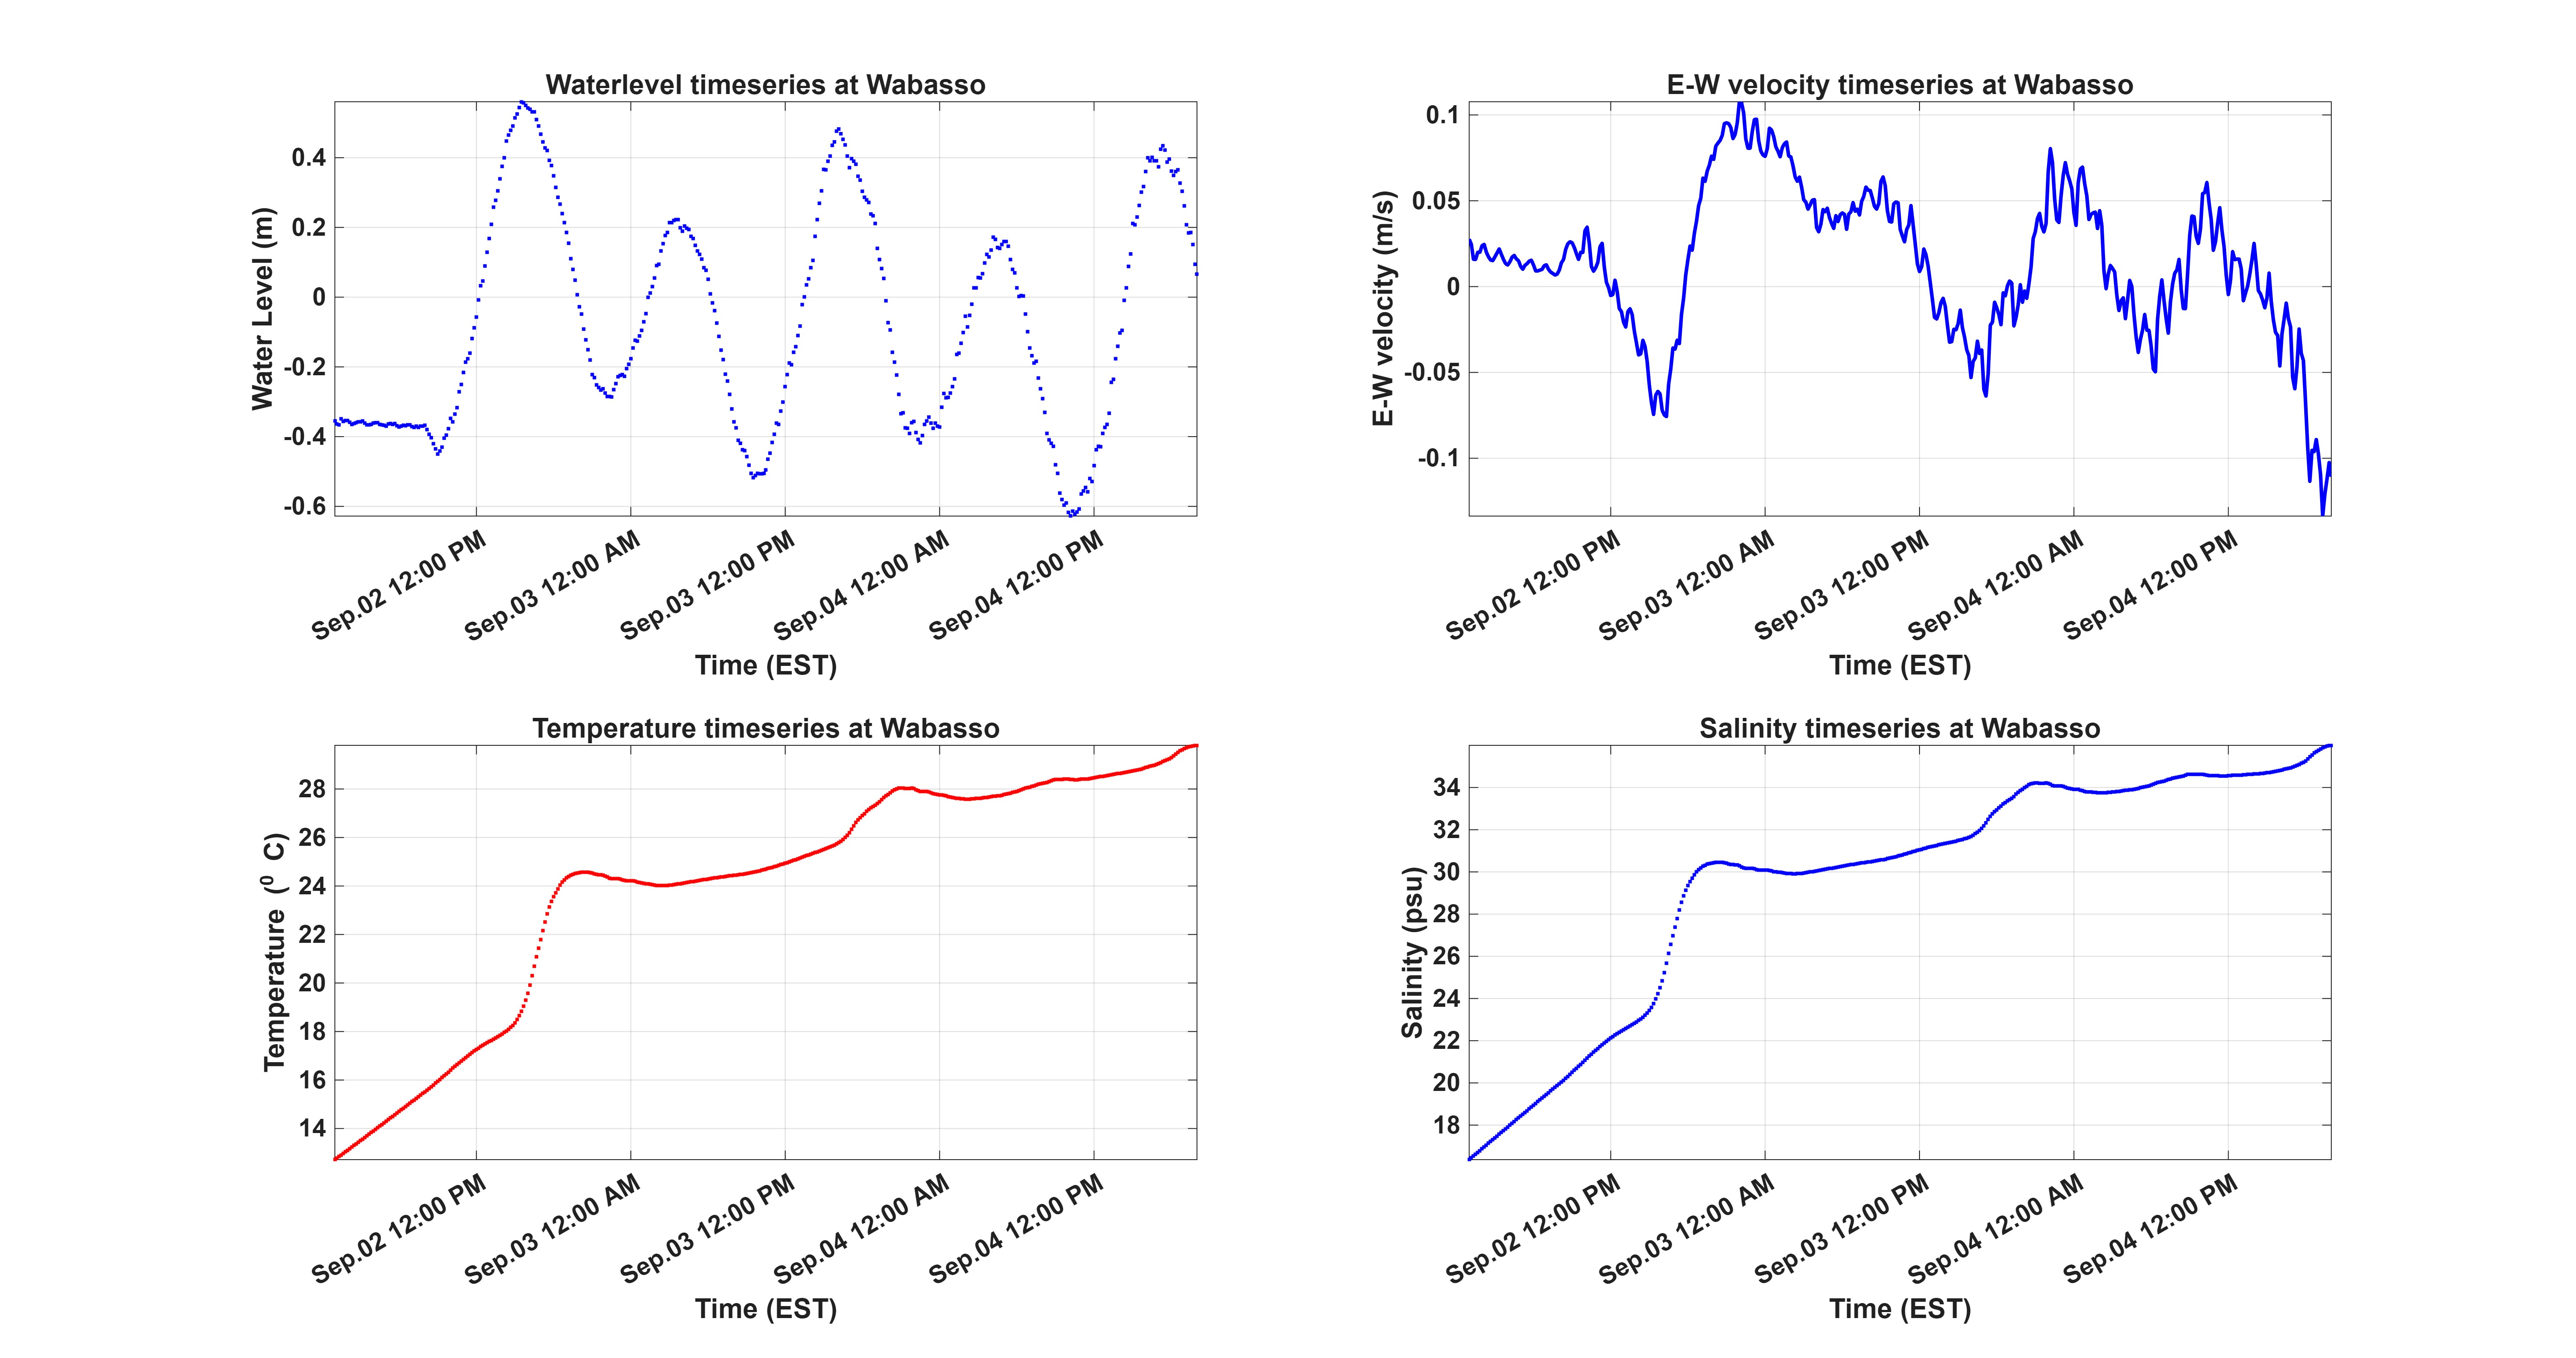 Waterlevel timeseries at Wabasso
Water Level (m)
0.4
0.2
0
-0.2
-0.4
-0.6
Sep.02 12:00 PM
Sep.03 12:00 AM
Sep.03 12:00 PM
Sep.04 12:00 AM
Sep.04 12:00 PM
Time (EST)
E-W velocity timeseries at Wabasso
E-W velocity (m/s)
0.1
0.05
0
-0.05
-0.1
Sep.02 12:00 PM
Sep.03 12:00 AM
Sep.03 12:00 PM
Sep.04 12:00 AM
Sep.04 12:00 PM
Time (EST)
Temperature timeseries at Wabasso
Temperature (⁰ C)
28
26
24
22
20
18
16
14
Sep.02 12:00 PM
Sep.03 12:00 AM
Sep.03 12:00 PM
Sep.04 12:00 AM
Sep.04 12:00 PM
Time (EST)
Salinity timeseries at Wabasso
Salinity (psu)
34
32
30
28
26
24
22
20
18
Sep.02 12:00 PM
Sep.03 12:00 AM
Sep.03 12:00 PM
Sep.04 12:00 AM
Sep.04 12:00 PM
Time (EST)